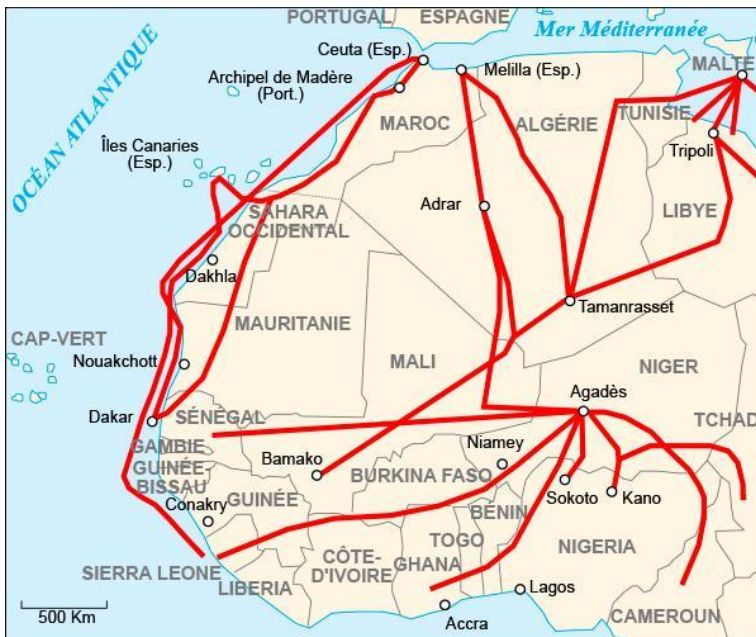 PORTUGAL
ESPAGNE
Mer Méditerranée
Ceuta (Esp.)
OCÉAN ATLANTIQUE
Archipel de Madère
(Port.)
Melilla (Esp.)
MALTE
MAROC
ALGÉRIE
TUNISIE
Îles Canaries
(Esp.)
Tripoli
Adrar
LIBYE
SAHARA
OCCIDENTAL
Dakhla
Tamanrasset
MAURITANIE
CAP-VERT
Nouakchott
MALI
NIGER
Agadès
Dakar
SÉNÉGAL
TCHAD
GAMBIE
Niamey
GUINÉE-
BISSAU
Bamako
BURKINA FASO
Sokoto
Kano
GUINÉE
BÉNIN
Conakry
TOGO
NIGERIA
CÔTE-
D'IVOIRE
GHANA
SIERRA LEONE
LIBERIA
Lagos
500 Km
Accra
CAMEROUN